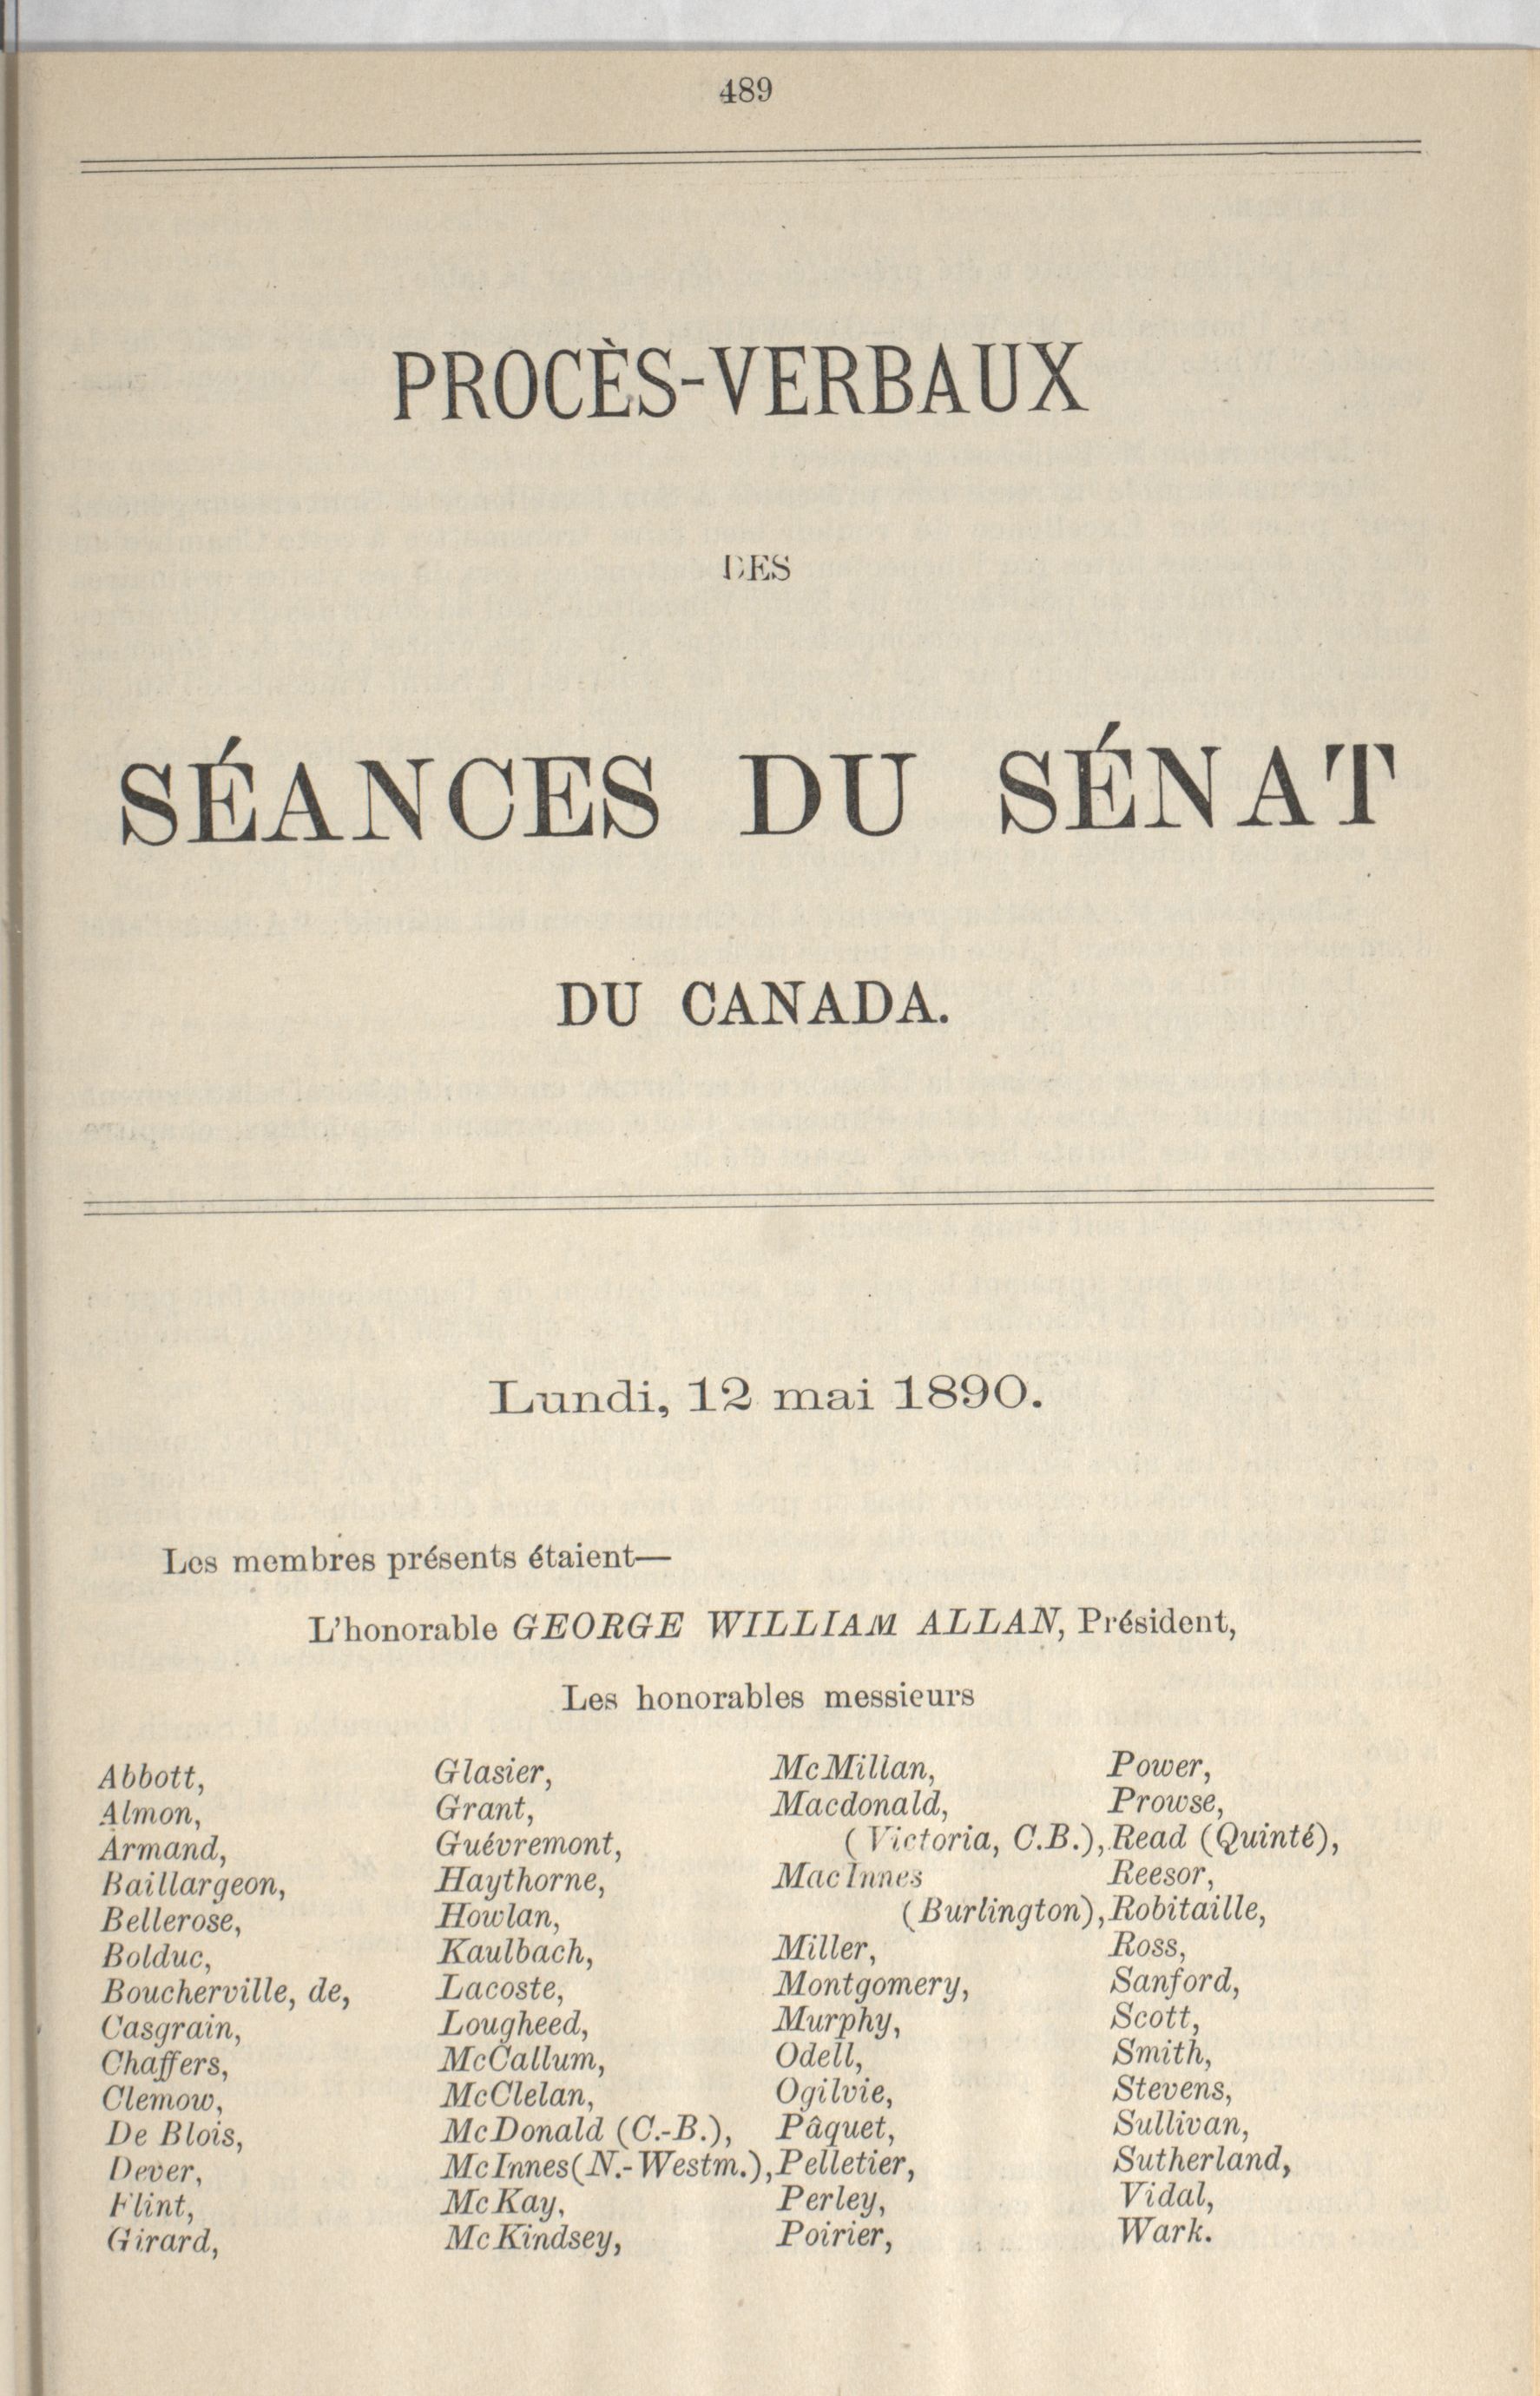 489
PROCÈS-VERBAUX
DES
SÉANCES DU SÉNAT
DU CANADA.
Lundi, 12 mai 1890.
Les membres présents étaient—
L'honorable GEORGE WILLIAM ALLAN, Président,
Les honorables messieurs
Abbott,
Almon,
Armand,
Baillargeon,
Bellerose,
Bolduc,
Boucherville, de,
Casgrain,
Chaffers,
Clemow,
De Blois,
Dever,
Flint,
Girard,
Glasier,
Grant,
Guévremont,
Haythorne,
Howlan,
Kaulbach,
Lacoste,
Lougheed,
McCallum,
McClelan,
McDonald (C.-B.),
McInnes (N.-Westm.),
McKay,
McKindsey,
McMillan,
Macdonald,
(Victoria, C.B.),
MacInnes
(Burlington),
Miller,
Montgomery,
Murphy,
Odell,
Ogilvie,
Pâquet,
Pelletier,
Perley,
Poirier,
Power,
Prowse,
Read (Quinté),
Reesor,
Robitaille,
Ross,
Sanford,
Scott,
Smith,
Stevens,
Sullivan,
Sutherland,
Vidal,
Wark.